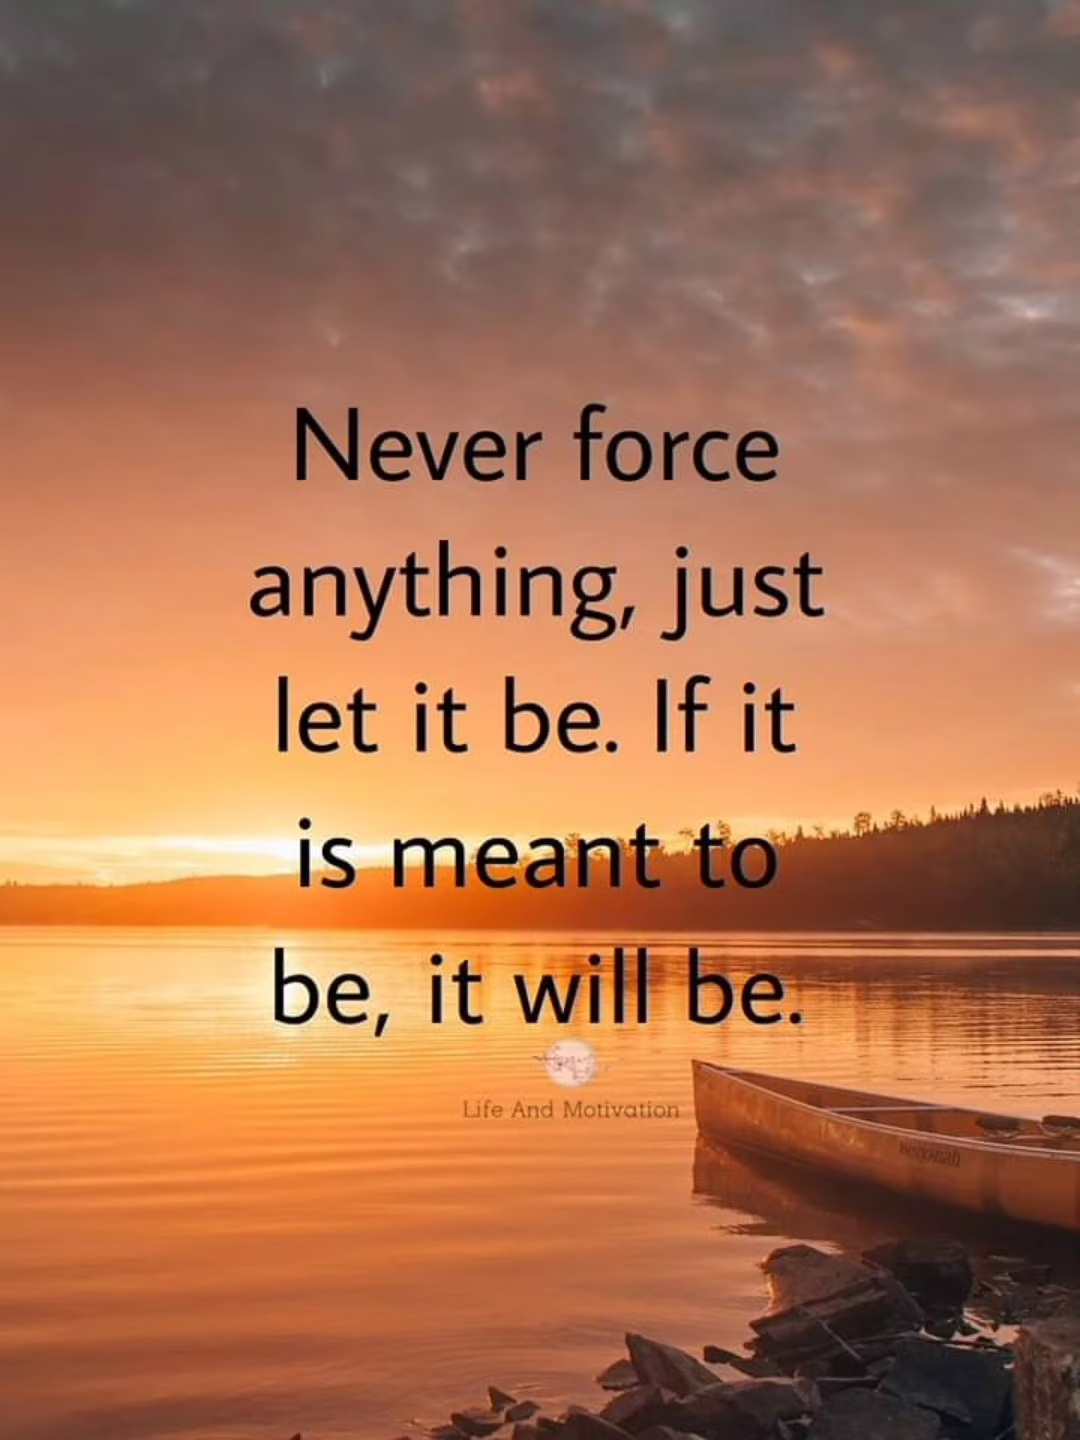 Never force
anything, just
let it be. If it
is meant to
be, it will be.
Life And Motivation